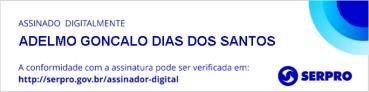 ASSINADO DIGITALMENTE
ADELMO GONCALO DIAS DOS SANTOS
A conformidade com a assinatura pode ser verificada em:
http://serpro.gov.br/assinador-digital
SERPRO